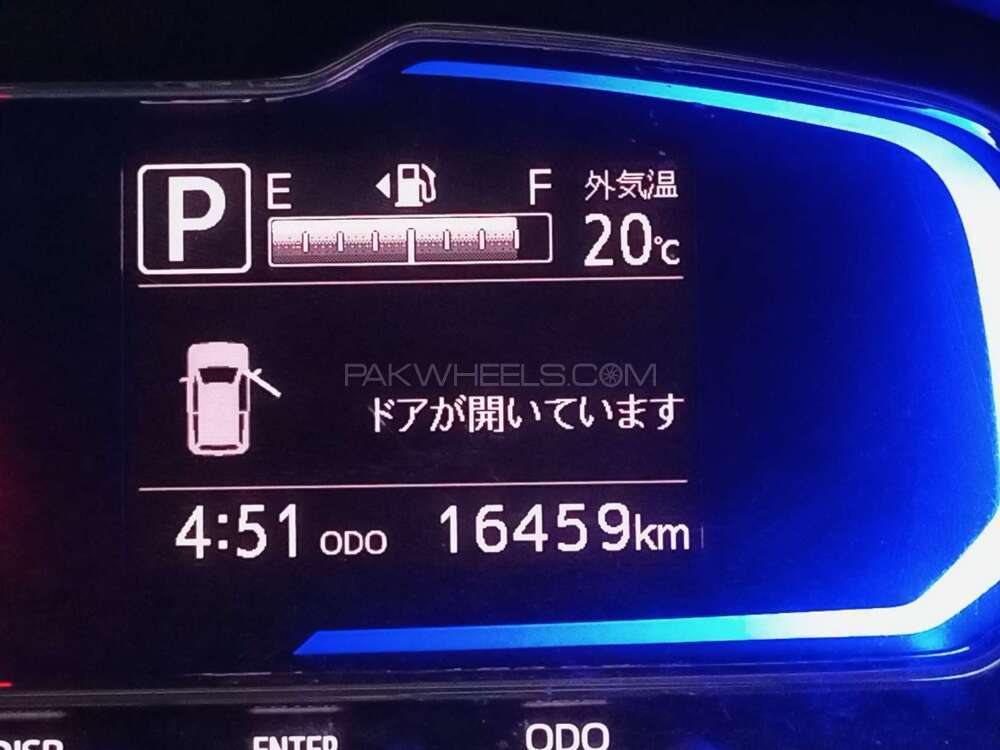 P E F 外気温
20℃
PAKWHEELS.COM
ドアが開いています
4:51 ODO 16459km
DISP ENTER ODO